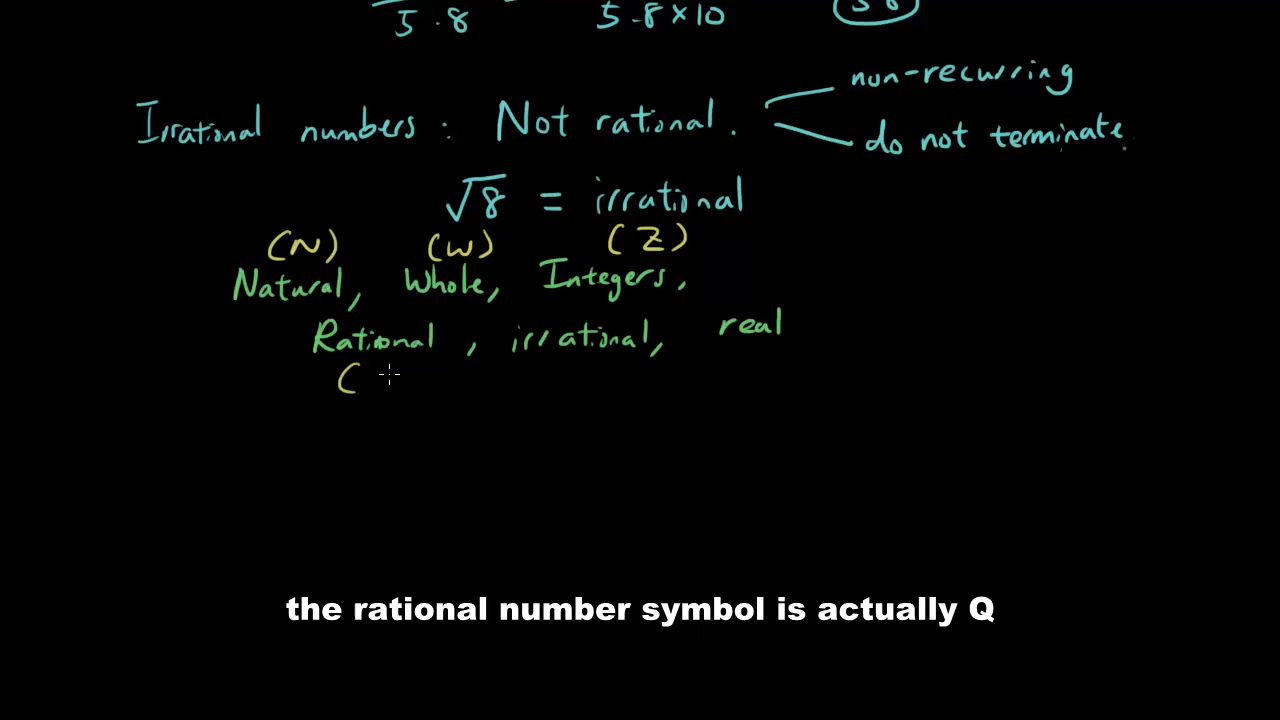 5.8 5.8×10
non-recurring
Irrational numbers : Not rational.
do not terminate.
√8 = irrational
(N) (W) (Z)
Natural, Whole, Integers,
Rational, irrational, real
(
the rational number symbol is actually Q